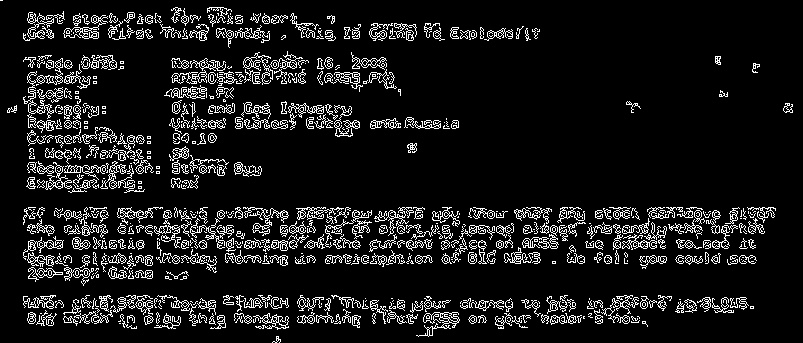 Best Stock Pick for this Year!
Get ARSS First Thing Monday , This Is Going To Explode!!!
Trade Date: Monday, October 16, 2006
Company: INC (ARSS.PK)
Stock: ARSS.PK
Category: Oil and Gas Industry
Region: United States, Europe and Russia
Current Price: $4.10
1 Week Target: $8
Recommendation: Strong Buy
Expectations: Max
If you've been alive over the past few years you know that any stock can move given
the right circumstances. As soon as an alert is issued almost instantly the market
goes Balistic ! Take advantage of the current price on ARSS , we expect to see it
begin climbing Monday Morning in anticipation of BIG NEWS . We fell you could see
200-300% Gains
When this Stock moves - WATCH OUT! This is your chance to get in before it BLOWS.
Big watch in play this Monday morning ! Put ARSS on your radar's now.